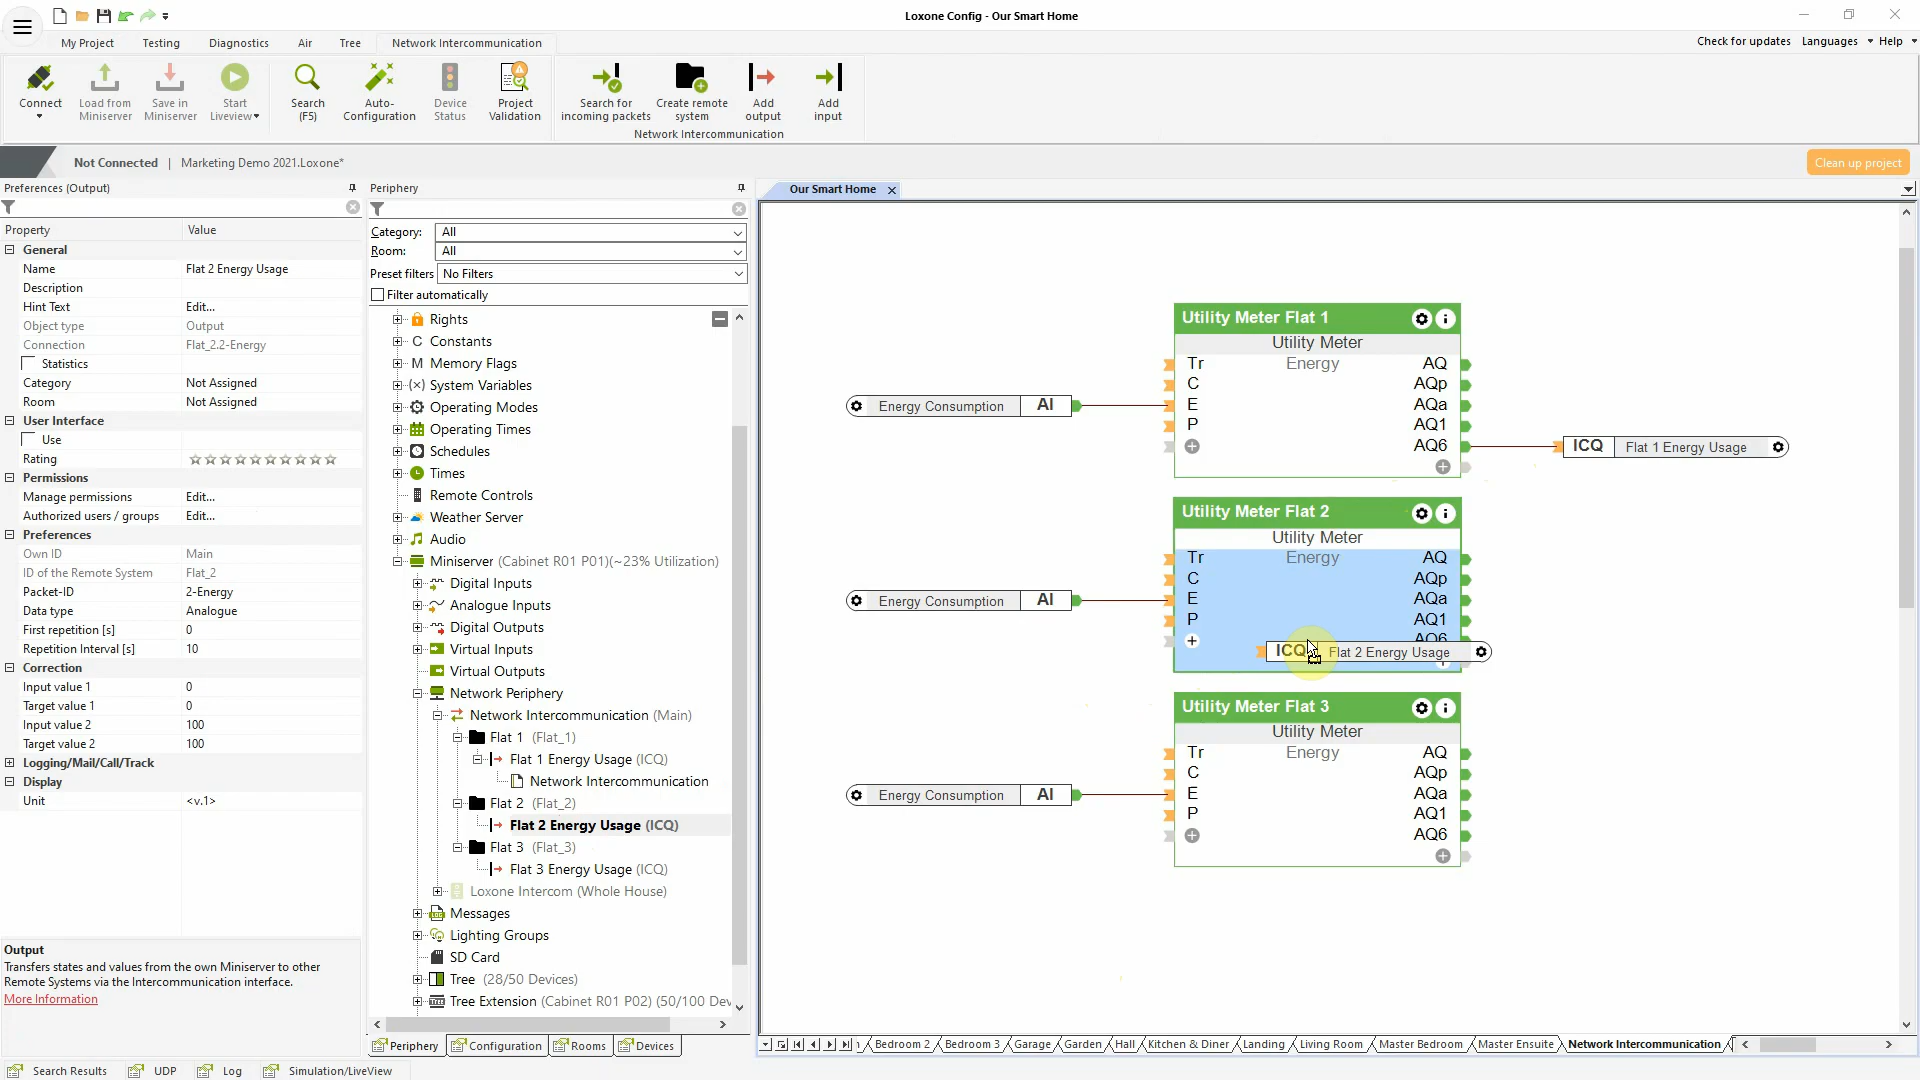 Loxone Config - Our Smart Home
My Project
Testing
Diagnostics
Air
Tree
Network Intercommunication
Check for updates
Languages
Help
Connect
Load from Miniserver
Save in Miniserver
Start Liveview
Search (F5)
Auto-Configuration
Device Status
Project Validation
Search for incoming packets
Create remote system
Add output
Add input
Network Intercommunication
Not Connected | Marketing Demo 2021.Loxone*
Clean up project
Preferences (Output)
Property Value
General
Name Flat 2 Energy Usage
Description
Hint Text Edit...
Object type Output
Connection Flat_2.2-Energy
Statistics
Category Not Assigned
Room Not Assigned
User Interface
Use
Rating
Permissions
Manage permissions Edit...
Authorized users / groups Edit...
Preferences
Own ID Main
ID of the Remote System Flat_2
Packet-ID 2-Energy
Data type Analogue
First repetition [s] 0
Repetition Interval [s] 10
Correction
Input value 1 0
Target value 1 0
Input value 2 100
Target value 2 100
Logging/Mail/Call/Track
Display
Unit <v.1>
Output
Transfers states and values from the own Miniserver to other
Remote Systems via the Intercommunication interface.
More Information
Periphery
Category: All
Room: All
Preset filters No Filters
Filter automatically
Rights
C Constants
M Memory Flags
(×) System Variables
Operating Modes
Operating Times
Schedules
Times
Remote Controls
Weather Server
Audio
Miniserver (Cabinet R01 P01)(~23% Utilization)
Digital Inputs
Analogue Inputs
Digital Outputs
Virtual Inputs
Virtual Outputs
Network Periphery
Network Intercommunication (Main)
Flat 1 (Flat_1)
Flat 1 Energy Usage (ICQ)
Network Intercommunication
Flat 2 (Flat_2)
Flat 2 Energy Usage (ICQ)
Flat 3 (Flat_3)
Flat 3 Energy Usage (ICQ)
Loxone Intercom (Whole House)
Messages
Lighting Groups
SD Card
Tree (28/50 Devices)
Tree Extension (Cabinet R01 P02) (50/100 Dev
Periphery
Configuration
Rooms
Devices
Our Smart Home
Utility Meter Flat 1
Utility Meter
Tr Energy AQ
C AQp
Energy Consumption AI E AQa
P AQ1
AQ6 ICQ Flat 1 Energy Usage
Utility Meter Flat 2
Utility Meter
Tr Energy AQ
C AQp
Energy Consumption AI E AQa
P AQ1
AQ6
ICQ Flat 2 Energy Usage
Utility Meter Flat 3
Utility Meter
Tr Energy AQ
C AQp
Energy Consumption AI E AQa
P AQ1
AQ6
Bedroom 2
Bedroom 3
Garage
Garden
Hall
Kitchen & Diner
Landing
Living Room
Master Bedroom
Master Ensuite
Network Intercommunication
Search Results
UDP
Log
Simulation/LiveView